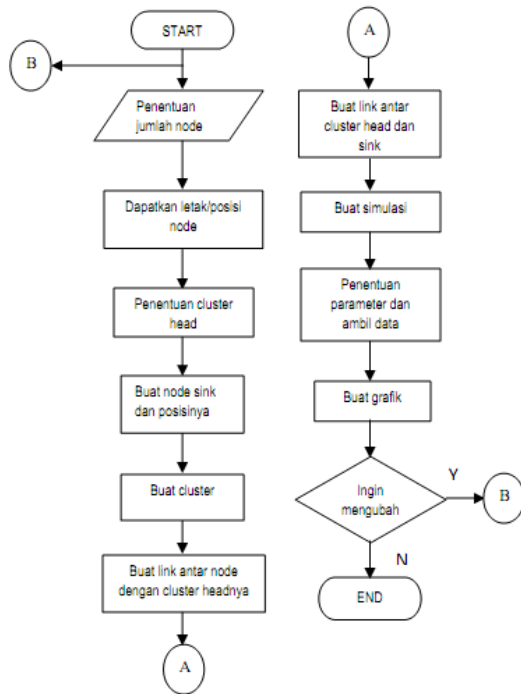 START
B
Penentuan
jumlah node
Dapatkan letak/posisi
node
Penentuan cluster
head
Buat node sink
dan posisinya
Buat cluster
Buat link antar node
dengan cluster headnya
A
A
Buat link antar
cluster head dan
sink
Buat simulasi
Penentuan
parameter dan
ambil data
Buat grafik
Ingin
mengubah
Y
B
N
END